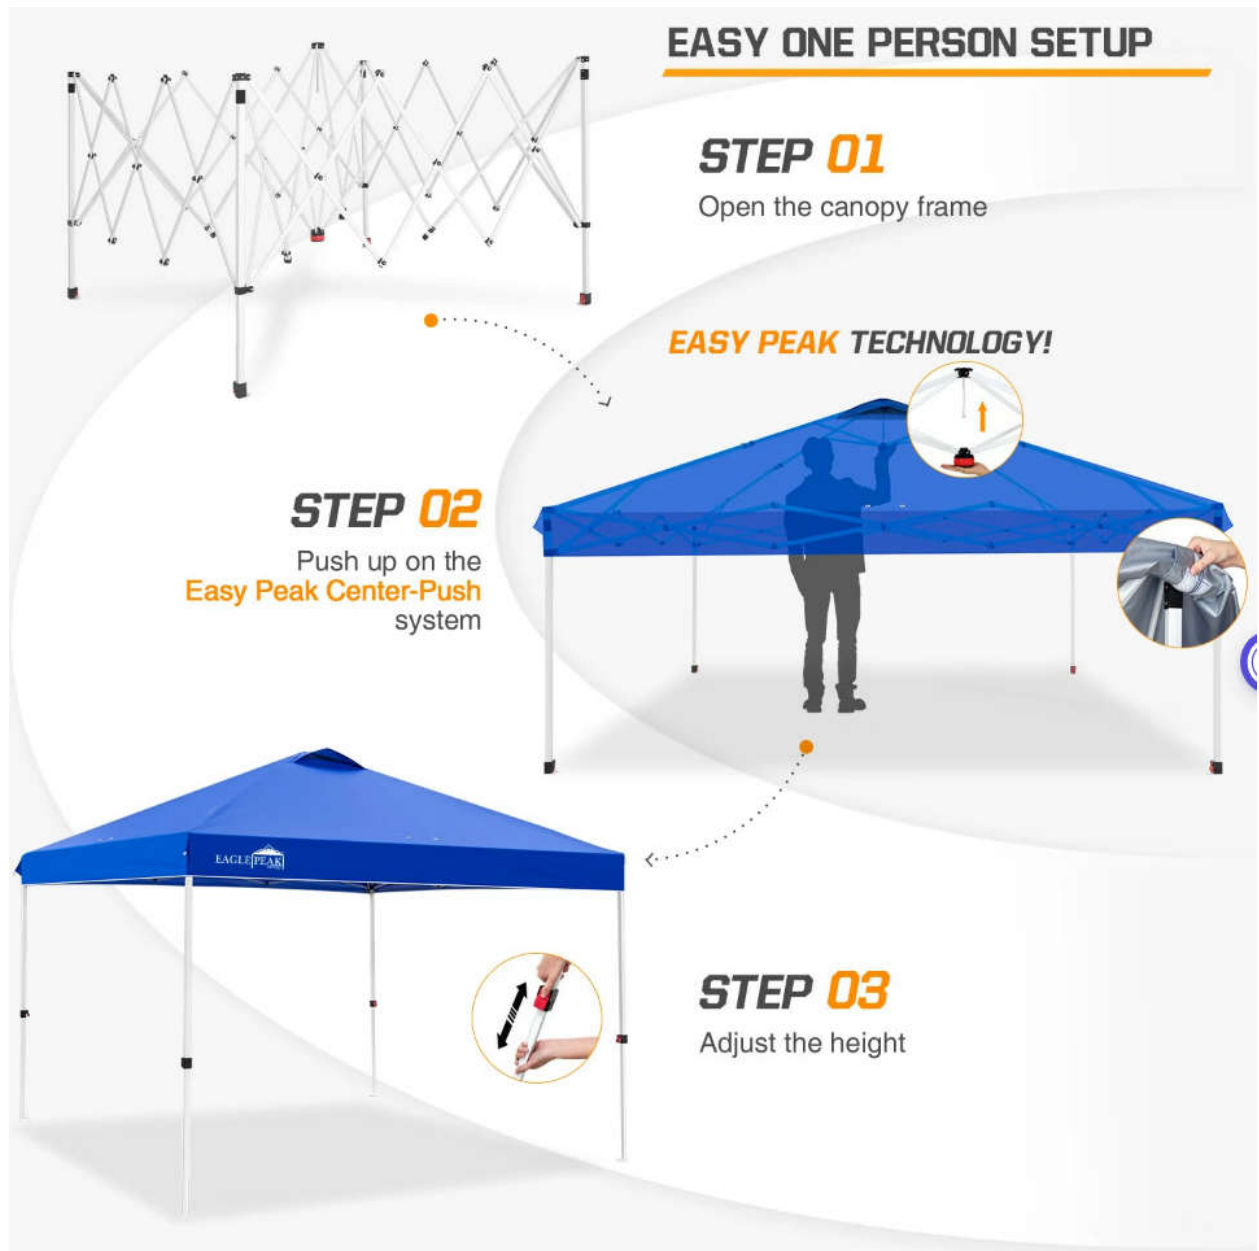 EASY ONE PERSON SETUP
STEP 01
Open the canopy frame
EASY PEAK TECHNOLOGY!
STEP 02
Push up on the
Easy Peak Center-Push
system
EAGLE PEAK
STEP 03
Adjust the height